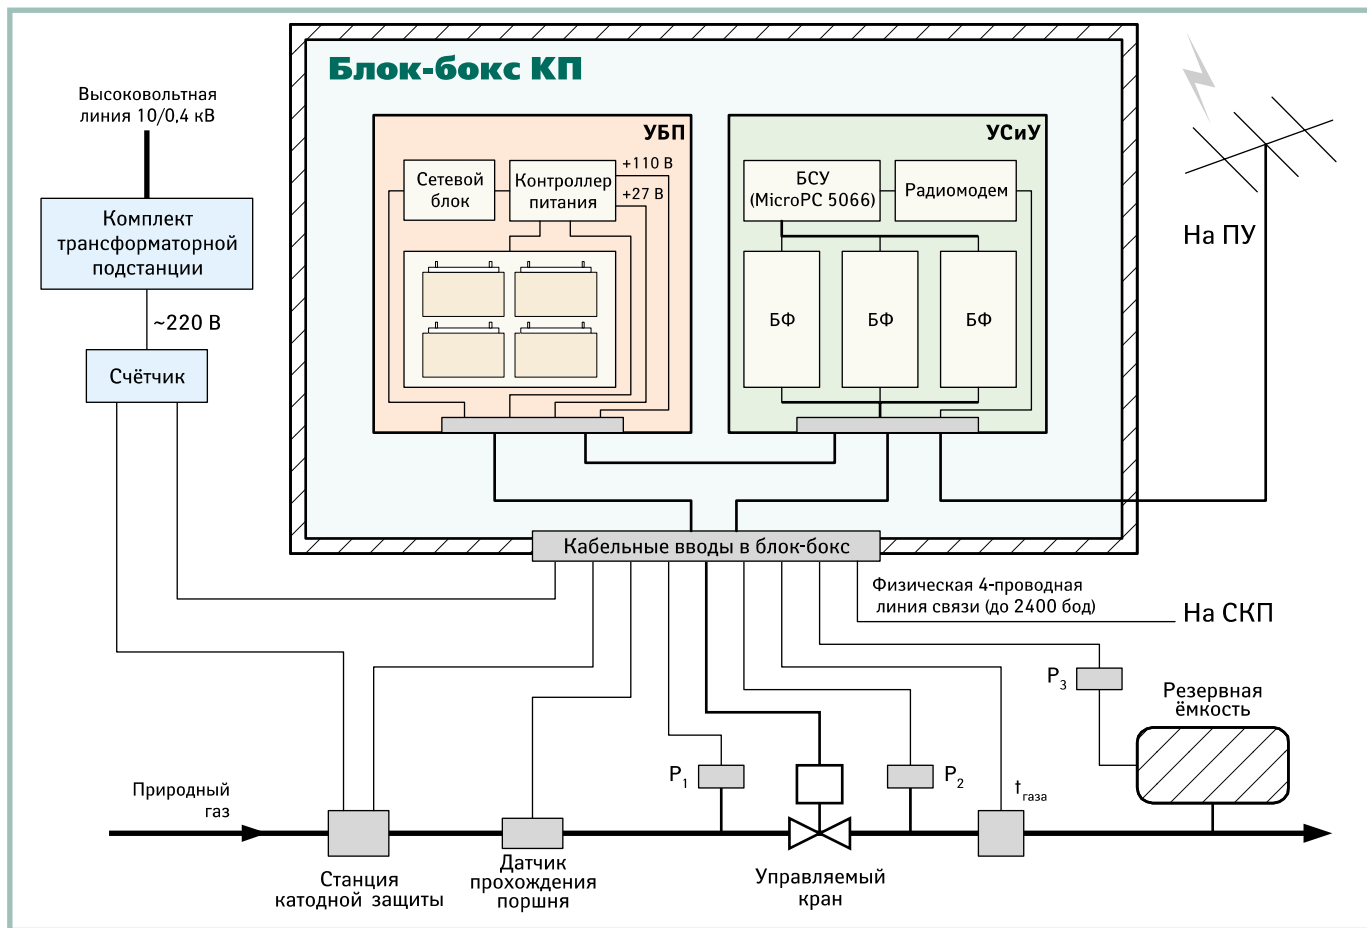 Блок-бокс КП
Высоковольтная
линия 10/0,4 кВ
Комплект
трансформаторной
подстанции
~220 В
Счётчик
УБП
Сетевой
блок
Контроллер
питания
+110 В
+27 В
УСиУ
БСУ
(MicroPC 5066)
Радиомодем
БФ
БФ
БФ
На ПУ
Кабельные вводы в блок-бокс
Физическая 4-проводная
линия связи (до 2400 бод)
На СКП
P3
Резервная
ёмкость
Природный
газ
P1
P2
tгаза
Станция
катодной защиты
Датчик
прохождения
поршня
Управляемый
кран